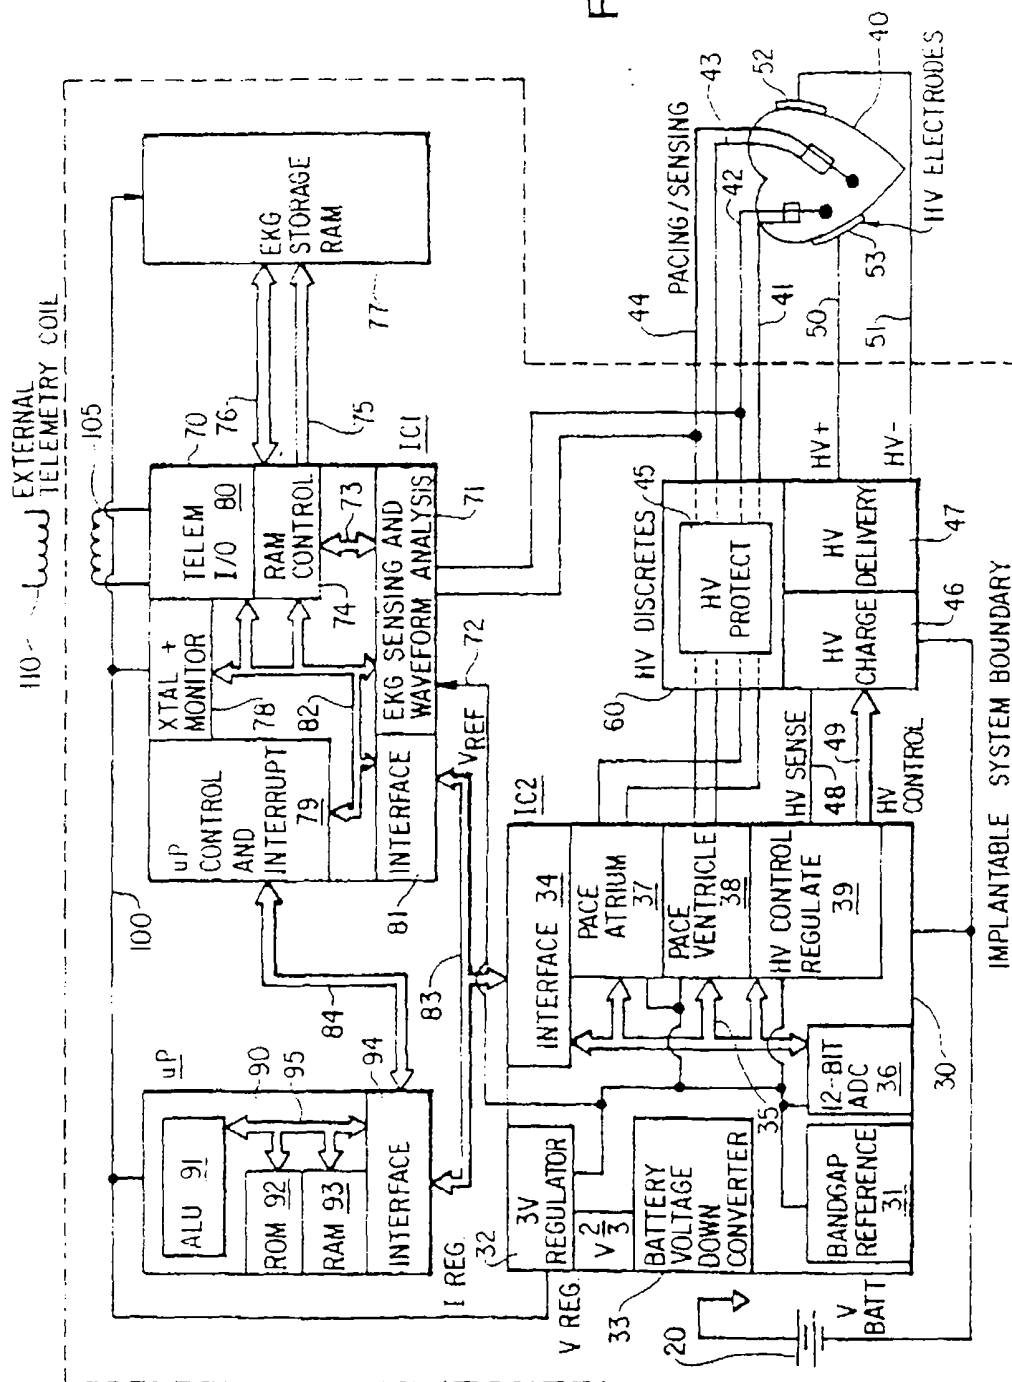 F
110
EXTERNAL
TELEMETRY COIL
105
100
uP
90
95
94
ALU 91
ROM 92
RAM 93
INTERFACE
84
83
uP
CONTROL
AND
INTERRUPT
79
XTAL +
MONITOR
78
82
TELEM
I/O
80
70
RAM
CONTROL
74
73
INTERFACE
81
EKG SENSING AND
WAVEFORM ANALYSIS
71
72
IC1
76
75
EKG
STORAGE
RAM
77
I REG
V REF
V REG
32
3V
REGULATOR
V 2/3
33
BATTERY
VOLTAGE
DOWN
CONVERTER
BANDGAP
REFERENCE
31
12-BIT
ADC
36
35
30
20
V
BATT
IC2
INTERFACE 34
PACE
ATRIUM
37
PACE
VENTRICLE
38
HV CONTROL
REGULATE
39
HV SENSE
48
49
HV
CONTROL
60
HV DISCRETES
45
HV
PROTECT
HV
CHARGE
46
HV
DELIVERY
47
HV+
HV-
44
PACING/SENSING
42
43
41
50
51
52
53
40
HV ELECTRODES
IMPLANTABLE SYSTEM BOUNDARY